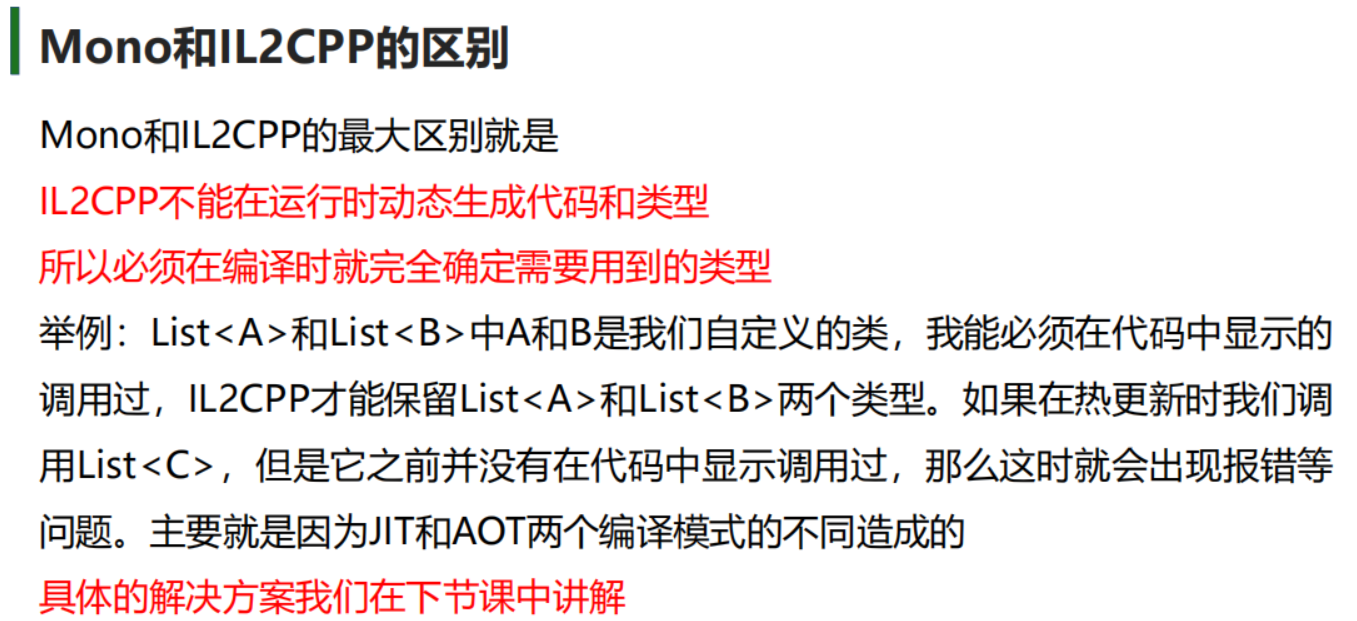 Mono和IL2CPP的区别
Mono和IL2CPP的最大区别就是
IL2CPP不能在运行时动态生成代码和类型
所以必须在编译时就完全确定需要用到的类型
举例：List<A>和List<B>中A和B是我们自定义的类，我能必须在代码中显示的
调用过，IL2CPP才能保留List<A>和List<B>两个类型。如果在热更新时我们调
用List<C>，但是它之前并没有在代码中显示调用过，那么这时就会出现报错等
问题。主要就是因为JIT和AOT两个编译模式的不同造成的
具体的解决方案我们在下节课中讲解